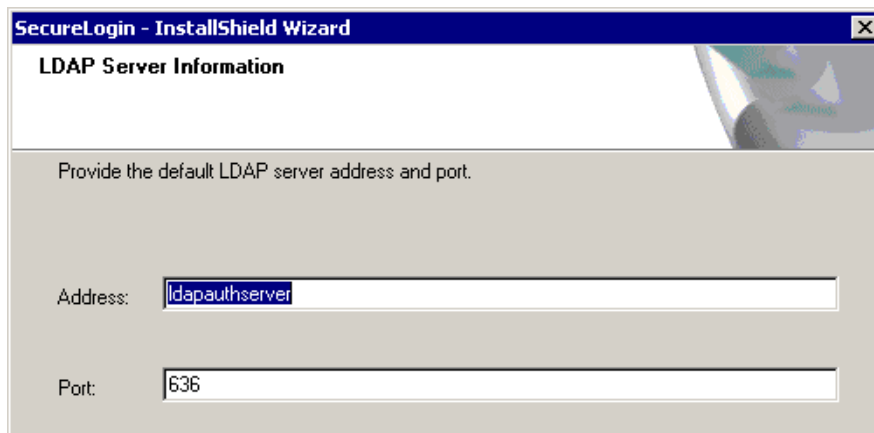 SecureLogin - InstallShield Wizard
LDAP Server Information
Provide the default LDAP server address and port.
Address: ldapauthserver
Port: 636